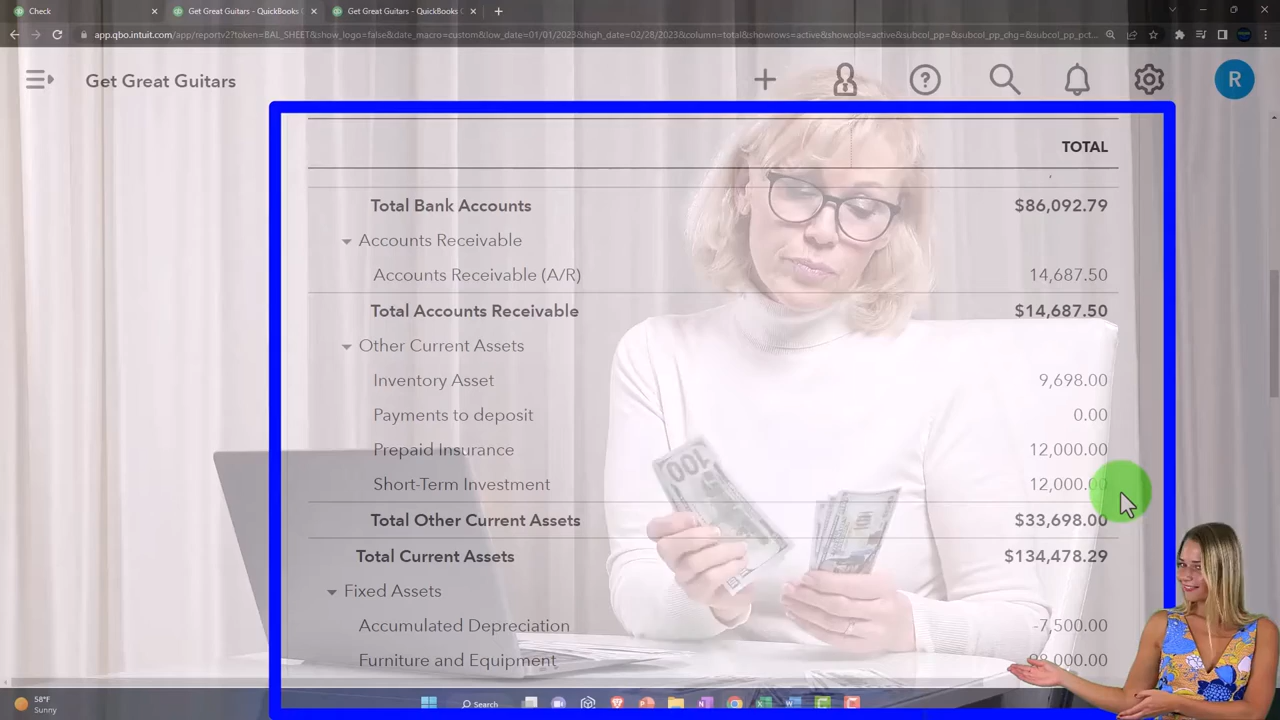 Check
Get Great Guitars - QuickBooks
Get Great Guitars - QuickBooks
app.qbo.intuit.com/app/reportv2?token=BAL_SHEET&show_logo=false&date_macro=custom&low_date=01/01/2023&high_date=02/28/2023&column=total&showrows=active&showcols=active&subcol_pp=&subcol_pp_chg=&subcol_pp_pct...
Get Great Guitars
R
TOTAL
Total Bank Accounts $86,092.79
Accounts Receivable
Accounts Receivable (A/R) 14,687.50
Total Accounts Receivable $14,687.50
Other Current Assets
Inventory Asset 9,698.00
Payments to deposit 0.00
Prepaid Insurance 12,000.00
Short-Term Investment 12,000.00
Total Other Current Assets $33,698.00
Total Current Assets $134,478.29
Fixed Assets
Accumulated Depreciation -7,500.00
Furniture and Equipment
58°F
Sunny
Search
100